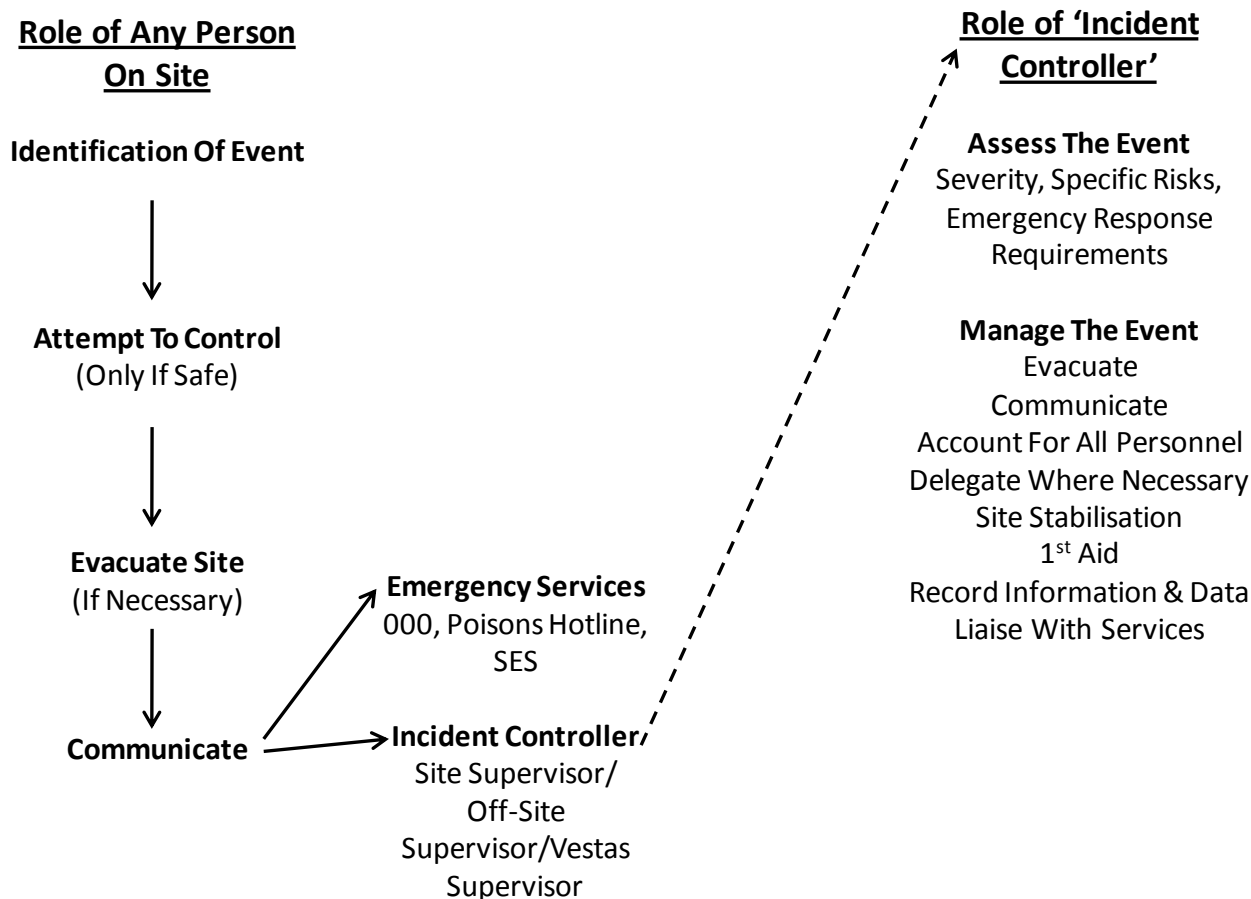 Role of Any Person
On Site
Identification Of Event
Attempt To Control
(Only If Safe)
Evacuate Site
(If Necessary)
Communicate
Emergency Services
000, Poisons Hotline,
SES
Incident Controller
Site Supervisor/
Off-Site
Supervisor/Vestas
Supervisor
Role of ‘Incident
Controller’
Assess The Event
Severity, Specific Risks,
Emergency Response
Requirements
Manage The Event
Evacuate
Communicate
Account For All Personnel
Delegate Where Necessary
Site Stabilisation
1st Aid
Record Information & Data
Liaise With Services